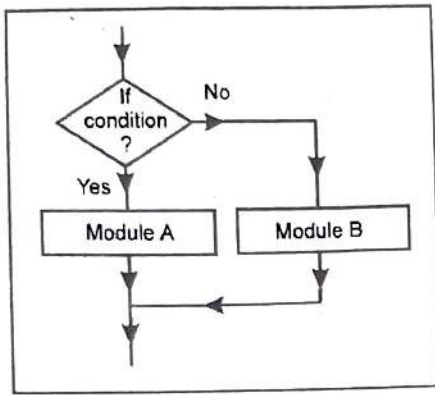 If
condition
?
No
Yes
Module A
Module B